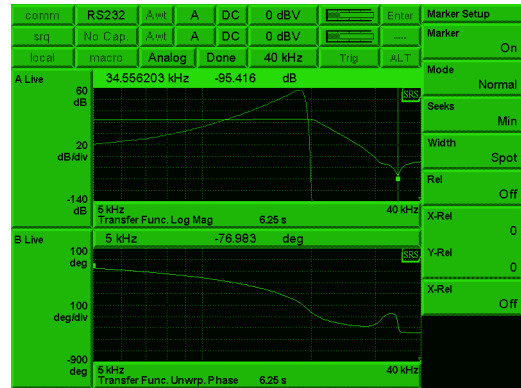 comm RS232 Awt A DC 0 dBV Enter Marker Setup
srq No Cap. Awt A DC 0 dBV ---- Marker On
local macro Analog Done 40 kHz Trig ALT
Mode Normal
Seeks Min
Width Spot
Rel Off
X-Rel 0
Y-Rel 0
X-Rel Off
A Live 34.556203 kHz -95.416 dB
60 dB SRS
20 dB/div
-140 dB 5 kHz 40 kHz
Transfer Func. Log Mag 6.25 s
B Live 5 kHz -76.983 deg
100 deg SRS
100 deg/div
-900 deg 5 kHz 40 kHz
Transfer Func. Unwrp. Phase 6.25 s